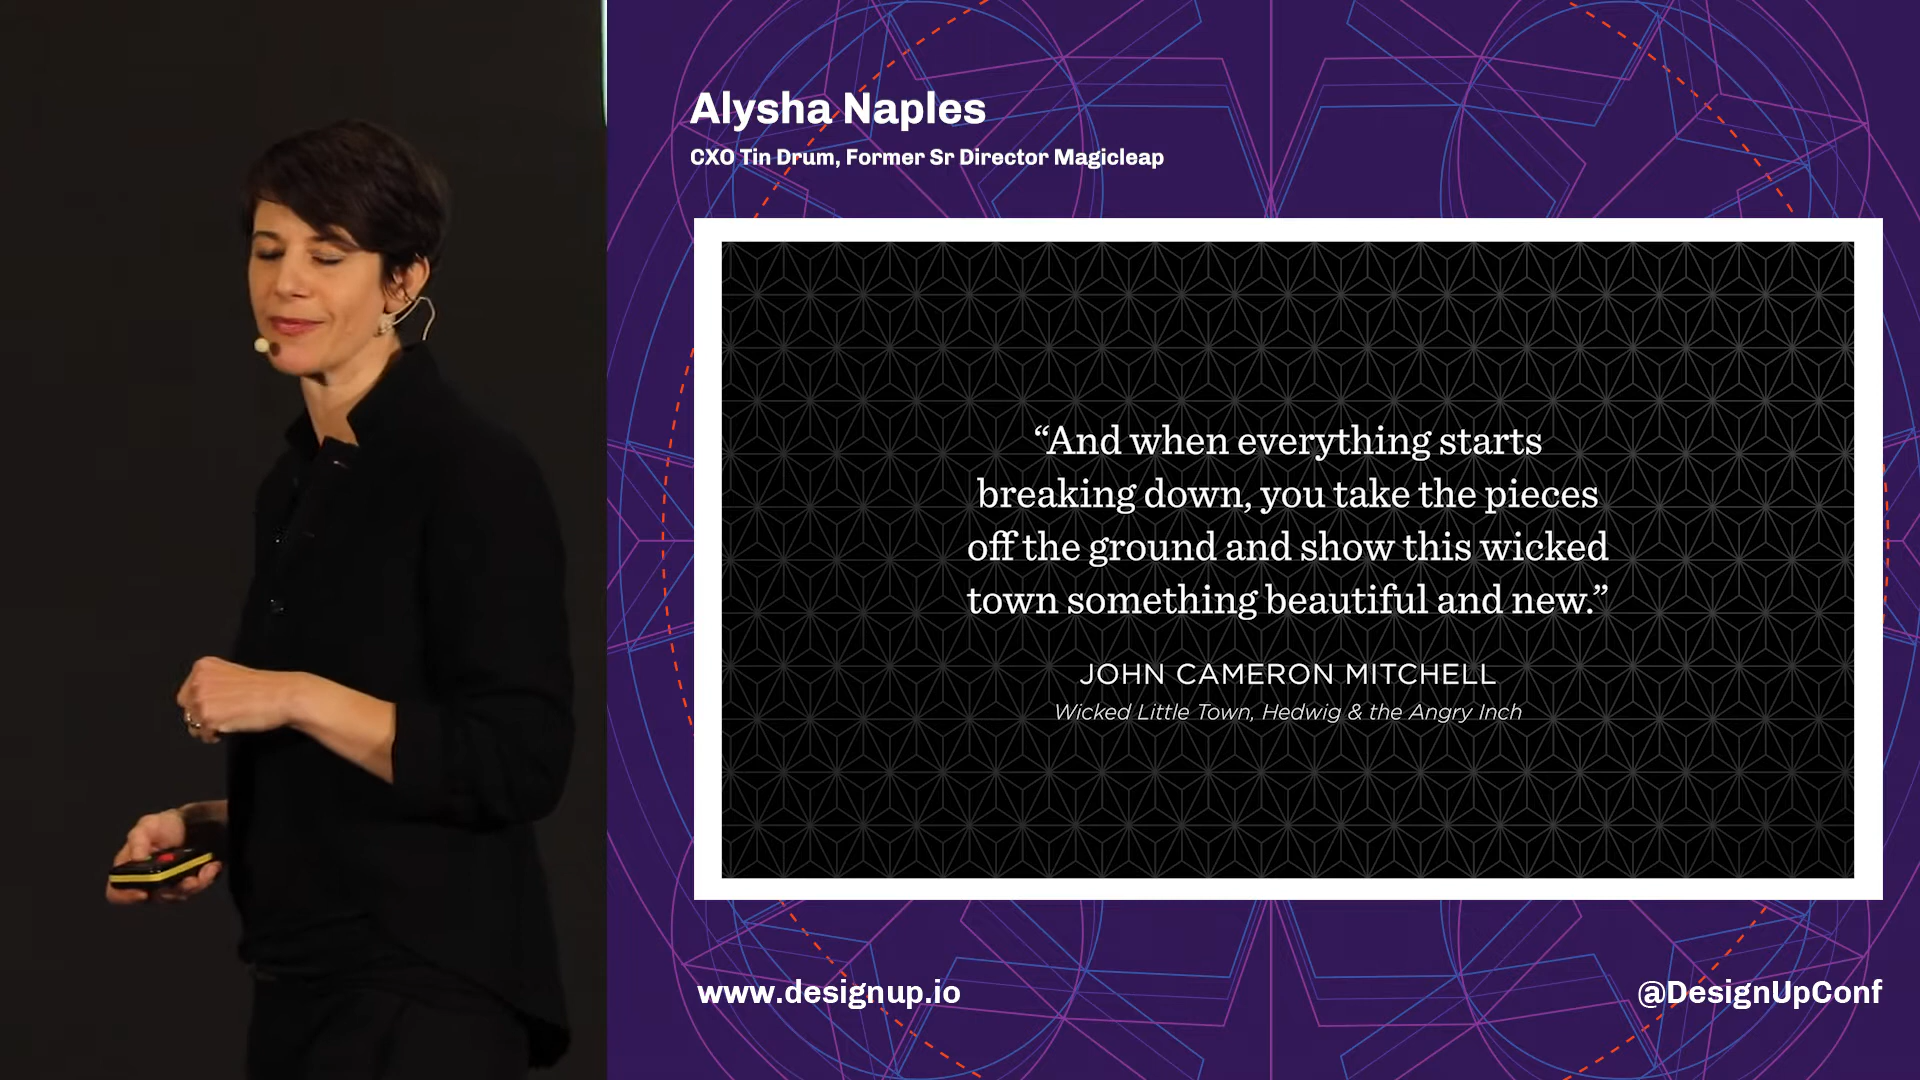 Alysha Naples
CXO Tin Drum, Former Sr Director Magicleap
“And when everything starts
breaking down, you take the pieces
off the ground and show this wicked
town something beautiful and new.”
JOHN CAMERON MITCHELL
Wicked Little Town, Hedwig & the Angry Inch
www.designup.io
@DesignUpConf